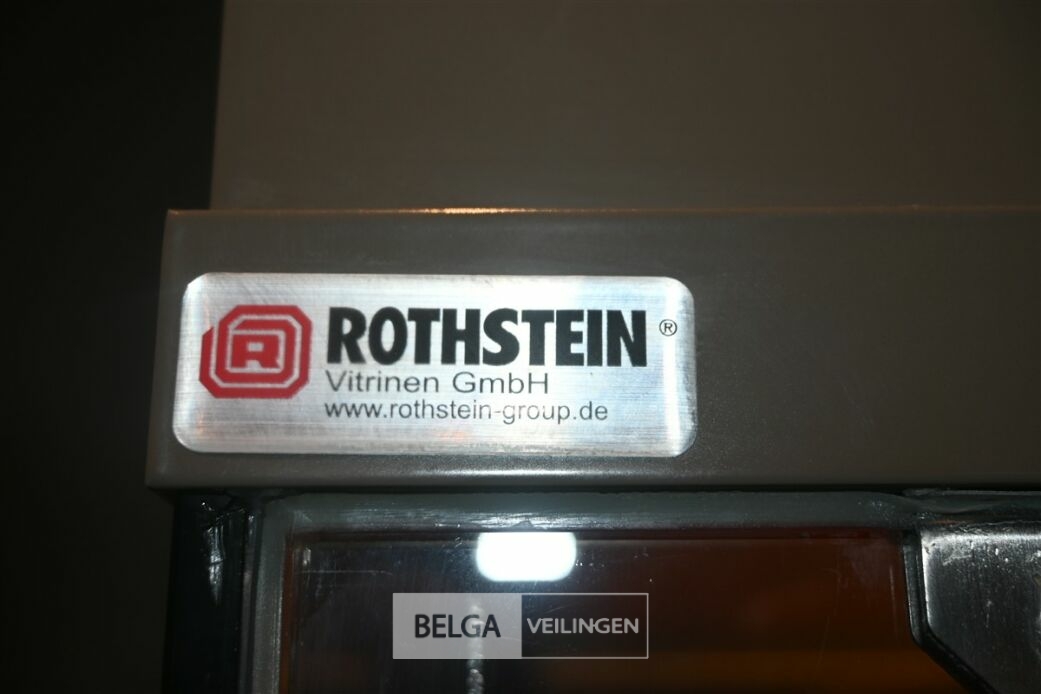 R
ROTHSTEIN ®
Vitrinen GmbH
www.rothstein-group.de
BELGA VEILINGEN